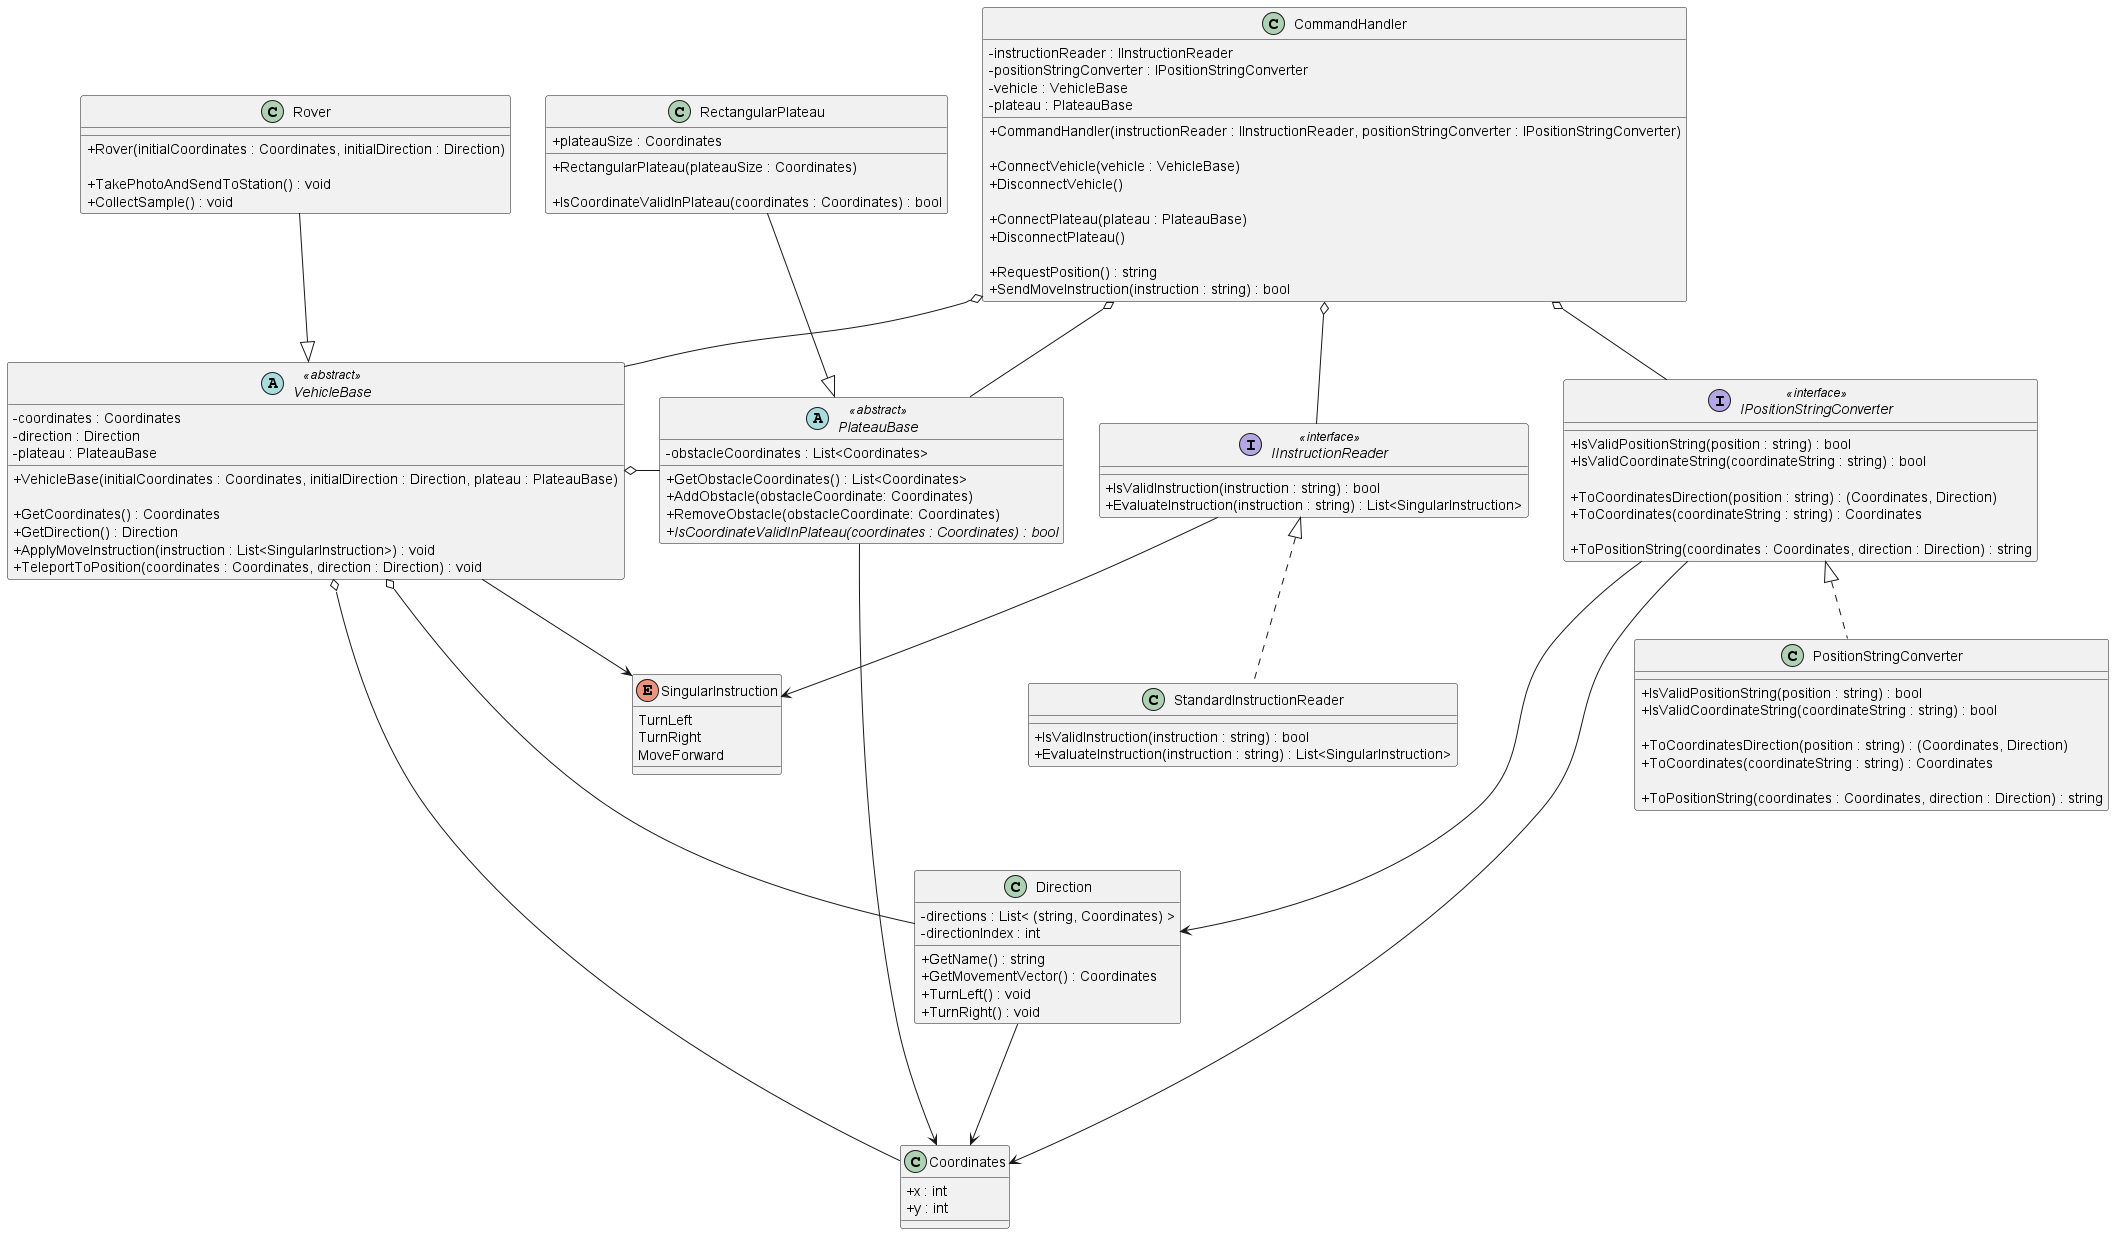 C CommandHandler
-instructionReader : IInstructionReader
-positionStringConverter : IPositionStringConverter
-vehicle : VehicleBase
-plateau : PlateauBase
+CommandHandler(instructionReader : IInstructionReader, positionStringConverter : IPositionStringConverter)
+ConnectVehicle(vehicle : VehicleBase)
+DisconnectVehicle()
+ConnectPlateau(plateau : PlateauBase)
+DisconnectPlateau()
+RequestPosition() : string
+SendMoveInstruction(instruction : string) : bool
C Rover
+Rover(initialCoordinates : Coordinates, initialDirection : Direction)
+TakePhotoAndSendToStation() : void
+CollectSample() : void
C RectangularPlateau
+plateauSize : Coordinates
+RectangularPlateau(plateauSize : Coordinates)
+IsCoordinateValidInPlateau(coordinates : Coordinates) : bool
A «abstract»
VehicleBase
-coordinates : Coordinates
-direction : Direction
-plateau : PlateauBase
+VehicleBase(initialCoordinates : Coordinates, initialDirection : Direction, plateau : PlateauBase)
+GetCoordinates() : Coordinates
+GetDirection() : Direction
+ApplyMoveInstruction(instruction : List<SingularInstruction>) : void
+TeleportToPosition(coordinates : Coordinates, direction : Direction) : void
A «abstract»
PlateauBase
-obstacleCoordinates : List<Coordinates>
+GetObstacleCoordinates() : List<Coordinates>
+AddObstacle(obstacleCoordinate: Coordinates)
+RemoveObstacle(obstacleCoordinate: Coordinates)
+IsCoordinateValidInPlateau(coordinates : Coordinates) : bool
I «interface»
IInstructionReader
+IsValidInstruction(instruction : string) : bool
+EvaluateInstruction(instruction : string) : List<SingularInstruction>
I «interface»
IPositionStringConverter
+IsValidPositionString(position : string) : bool
+IsValidCoordinateString(coordinateString : string) : bool
+ToCoordinatesDirection(position : string) : (Coordinates, Direction)
+ToCoordinates(coordinateString : string) : Coordinates
+ToPositionString(coordinates : Coordinates, direction : Direction) : string
E SingularInstruction
TurnLeft
TurnRight
MoveForward
C StandardInstructionReader
+IsValidInstruction(instruction : string) : bool
+EvaluateInstruction(instruction : string) : List<SingularInstruction>
C PositionStringConverter
+IsValidPositionString(position : string) : bool
+IsValidCoordinateString(coordinateString : string) : bool
+ToCoordinatesDirection(position : string) : (Coordinates, Direction)
+ToCoordinates(coordinateString : string) : Coordinates
+ToPositionString(coordinates : Coordinates, direction : Direction) : string
C Direction
-directions : List< (string, Coordinates) >
-directionIndex : int
+GetName() : string
+GetMovementVector() : Coordinates
+TurnLeft() : void
+TurnRight() : void
C Coordinates
+x : int
+y : int